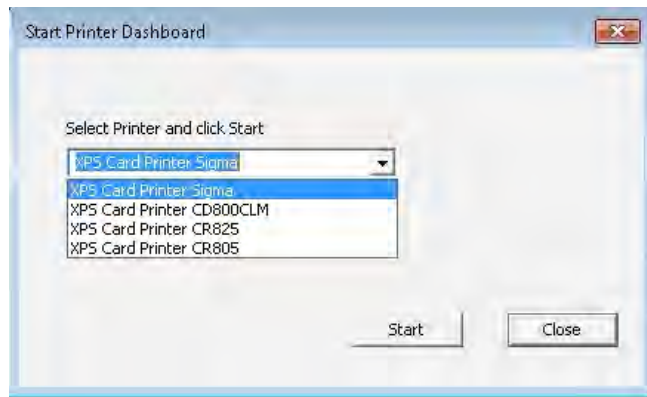 Start Printer Dashboard
Select Printer and click Start
XPS Card Printer Sigma
XPS Card Printer Sigma
XPS Card Printer CD800CLM
XPS Card Printer CR825
XPS Card Printer CR805
Start Close